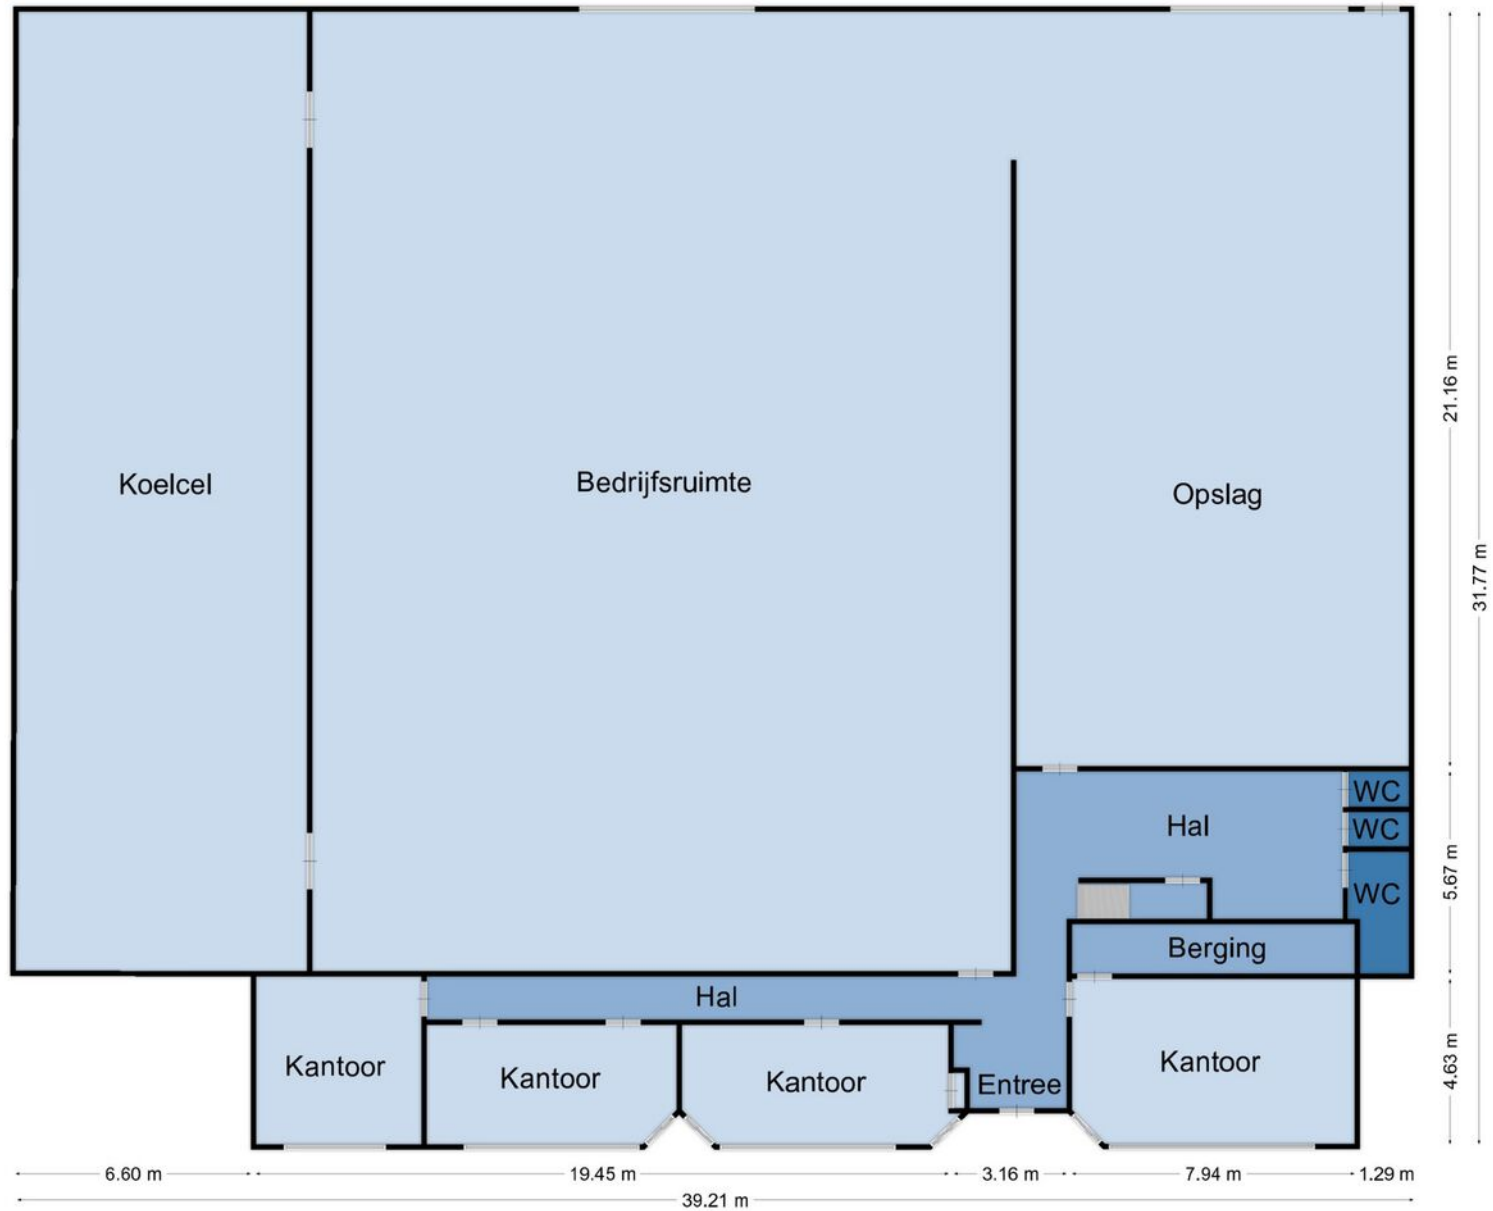 Koelcel
Bedrijfsruimte
Opslag
21.16 m
31.77 m
WC
Hal
WC
5.67 m
WC
Berging
Hal
Kantoor
Kantoor
Kantoor
Entree
Kantoor
4.63 m
6.60 m
19.45 m
3.16 m
7.94 m
1.29 m
39.21 m